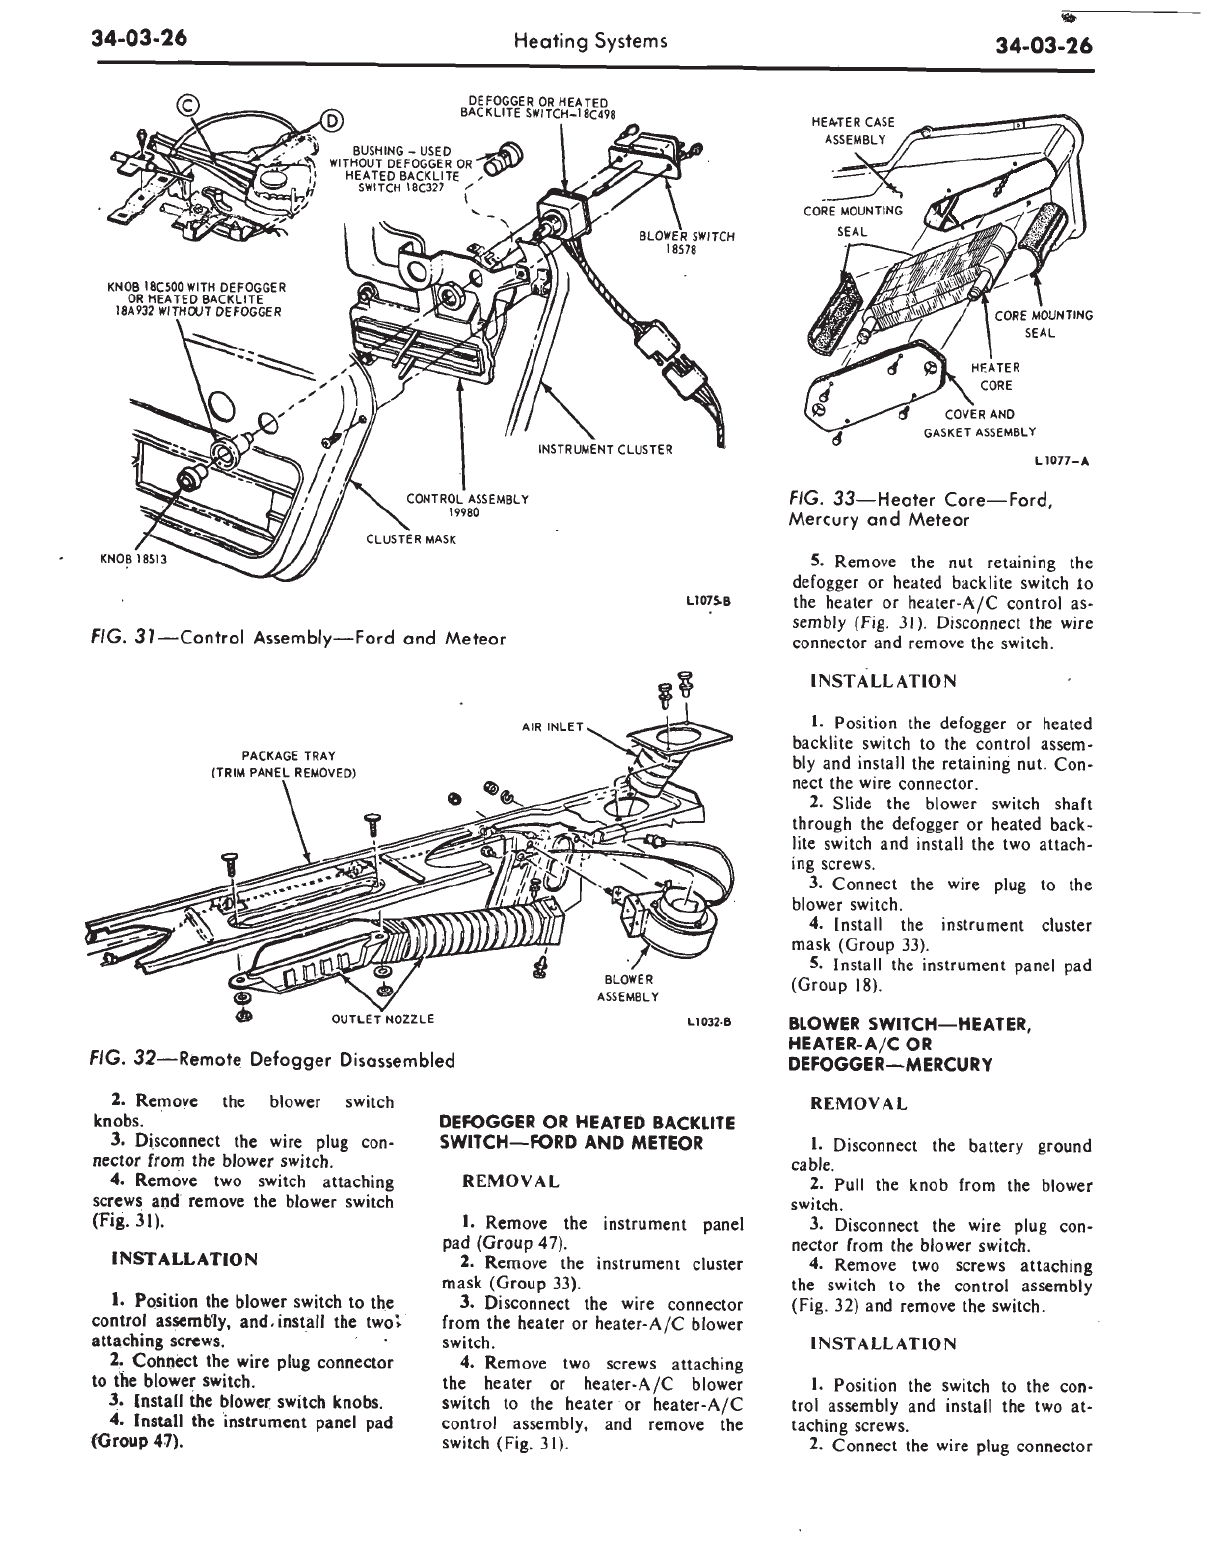 34-03-26
Heating Systems
34-03-26
C
D
DEFOGGER OR HEATED
BACKLITE SWITCH-18C498
BUSHING - USED
WITHOUT DEFOGGER OR
HEATED BACKLITE
SWITCH 18C327
BLOWER SWITCH
18578
KNOB 18C500 WITH DEFOGGER
OR HEATED BACKLITE
18A932 WITHOUT DEFOGGER
INSTRUMENT CLUSTER
CONTROL ASSEMBLY
19980
CLUSTER MASK
KNOB 18513
L1075-B
FIG. 31—Control Assembly—Ford and Meteor
AIR INLET
PACKAGE TRAY
(TRIM PANEL REMOVED)
BLOWER
ASSEMBLY
OUTLET NOZZLE
L1032-B
FIG. 32—Remote Defogger Disassembled
2. Remove the blower switch
knobs.
3. Disconnect the wire plug con-
nector from the blower switch.
4. Remove two switch attaching
screws and remove the blower switch
(Fig. 31).
INSTALLATION
1. Position the blower switch to the
control assembly, and install the two
attaching screws.
2. Connect the wire plug connector
to the blower switch.
3. Install the blower switch knobs.
4. Install the instrument panel pad
(Group 47).
DEFOGGER OR HEATED BACKLITE
SWITCH—FORD AND METEOR
REMOVAL
1. Remove the instrument panel
pad (Group 47).
2. Remove the instrument cluster
mask (Group 33).
3. Disconnect the wire connector
from the heater or heater-A/C blower
switch.
4. Remove two screws attaching
the heater or heater-A/C blower
switch to the heater or heater-A/C
control assembly, and remove the
switch (Fig. 31).
HEATER CASE
ASSEMBLY
CORE MOUNTING
SEAL
CORE MOUNTING
SEAL
HEATER
CORE
COVER AND
GASKET ASSEMBLY
L1077-A
FIG. 33—Heater Core—Ford,
Mercury and Meteor
5. Remove the nut retaining the
defogger or heated backlite switch to
the heater or heater-A/C control as-
sembly (Fig. 31). Disconnect the wire
connector and remove the switch.
INSTALLATION
1. Position the defogger or heated
backlite switch to the control assem-
bly and install the retaining nut. Con-
nect the wire connector.
2. Slide the blower switch shaft
through the defogger or heated back-
lite switch and install the two attach-
ing screws.
3. Connect the wire plug to the
blower switch.
4. Install the instrument cluster
mask (Group 33).
5. Install the instrument panel pad
(Group 18).
BLOWER SWITCH—HEATER,
HEATER-A/C OR
DEFOGGER—MERCURY
REMOVAL
1. Disconnect the battery ground
cable.
2. Pull the knob from the blower
switch.
3. Disconnect the wire plug con-
nector from the blower switch.
4. Remove two screws attaching
the switch to the control assembly
(Fig. 32) and remove the switch.
INSTALLATION
1. Position the switch to the con-
trol assembly and install the two at-
taching screws.
2. Connect the wire plug connector